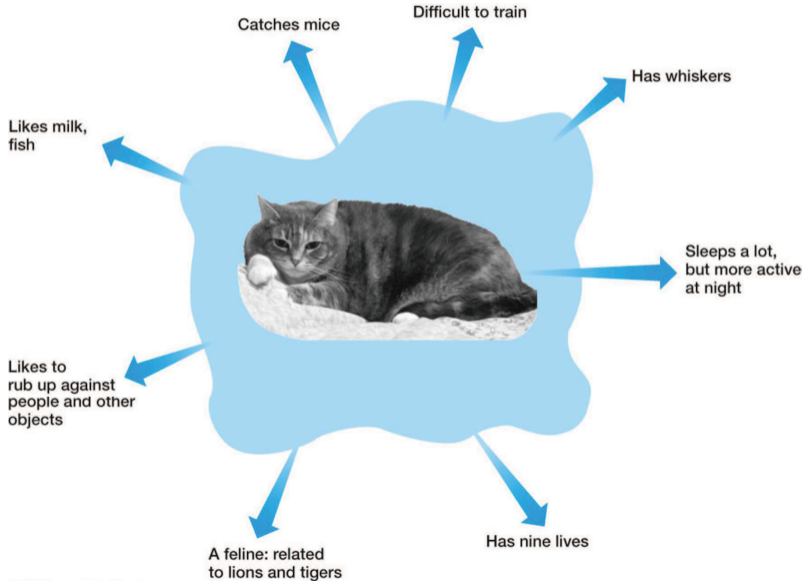 Difficult to train
Catches mice
Has whiskers
Likes milk,
fish
Sleeps a lot,
but more active
at night
Likes to
rub up against
people and other
objects
Has nine lives
A feline: related
to lions and tigers